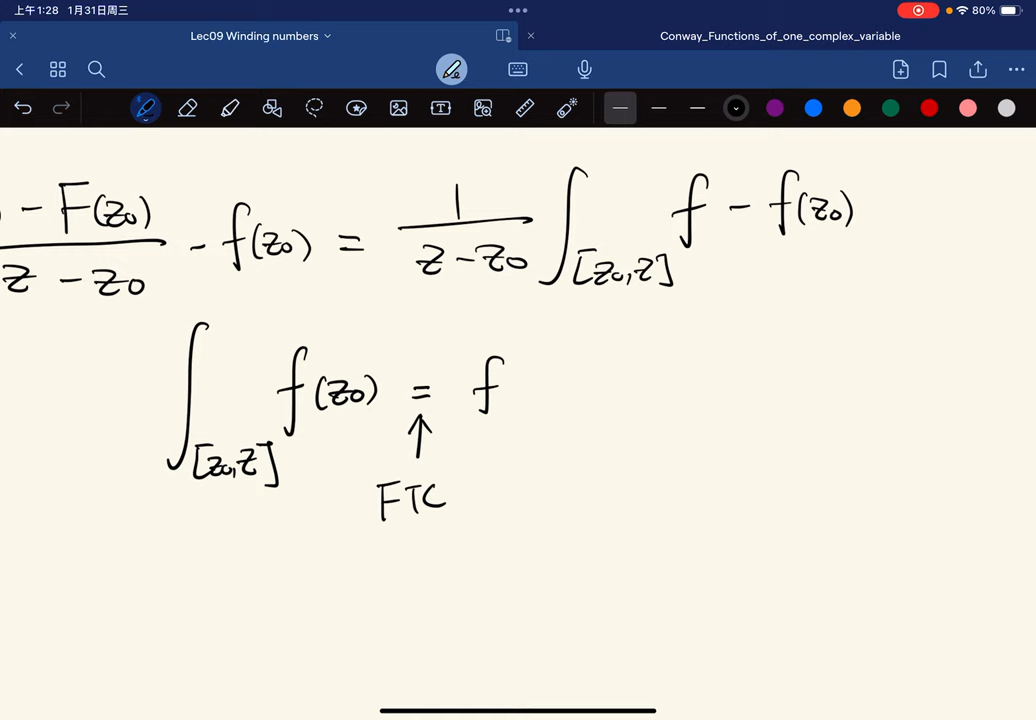 上午1:28 1月31日周三
80%
Lec09 Winding numbers
Conway_Functions_of_one_complex_variable
- F(z₀) / z - z₀ - f(z₀) = 1 / z - z₀ ∫[z₀,z] f - f(z₀)
∫[z₀,z] f(z₀) = f
↑
FTC